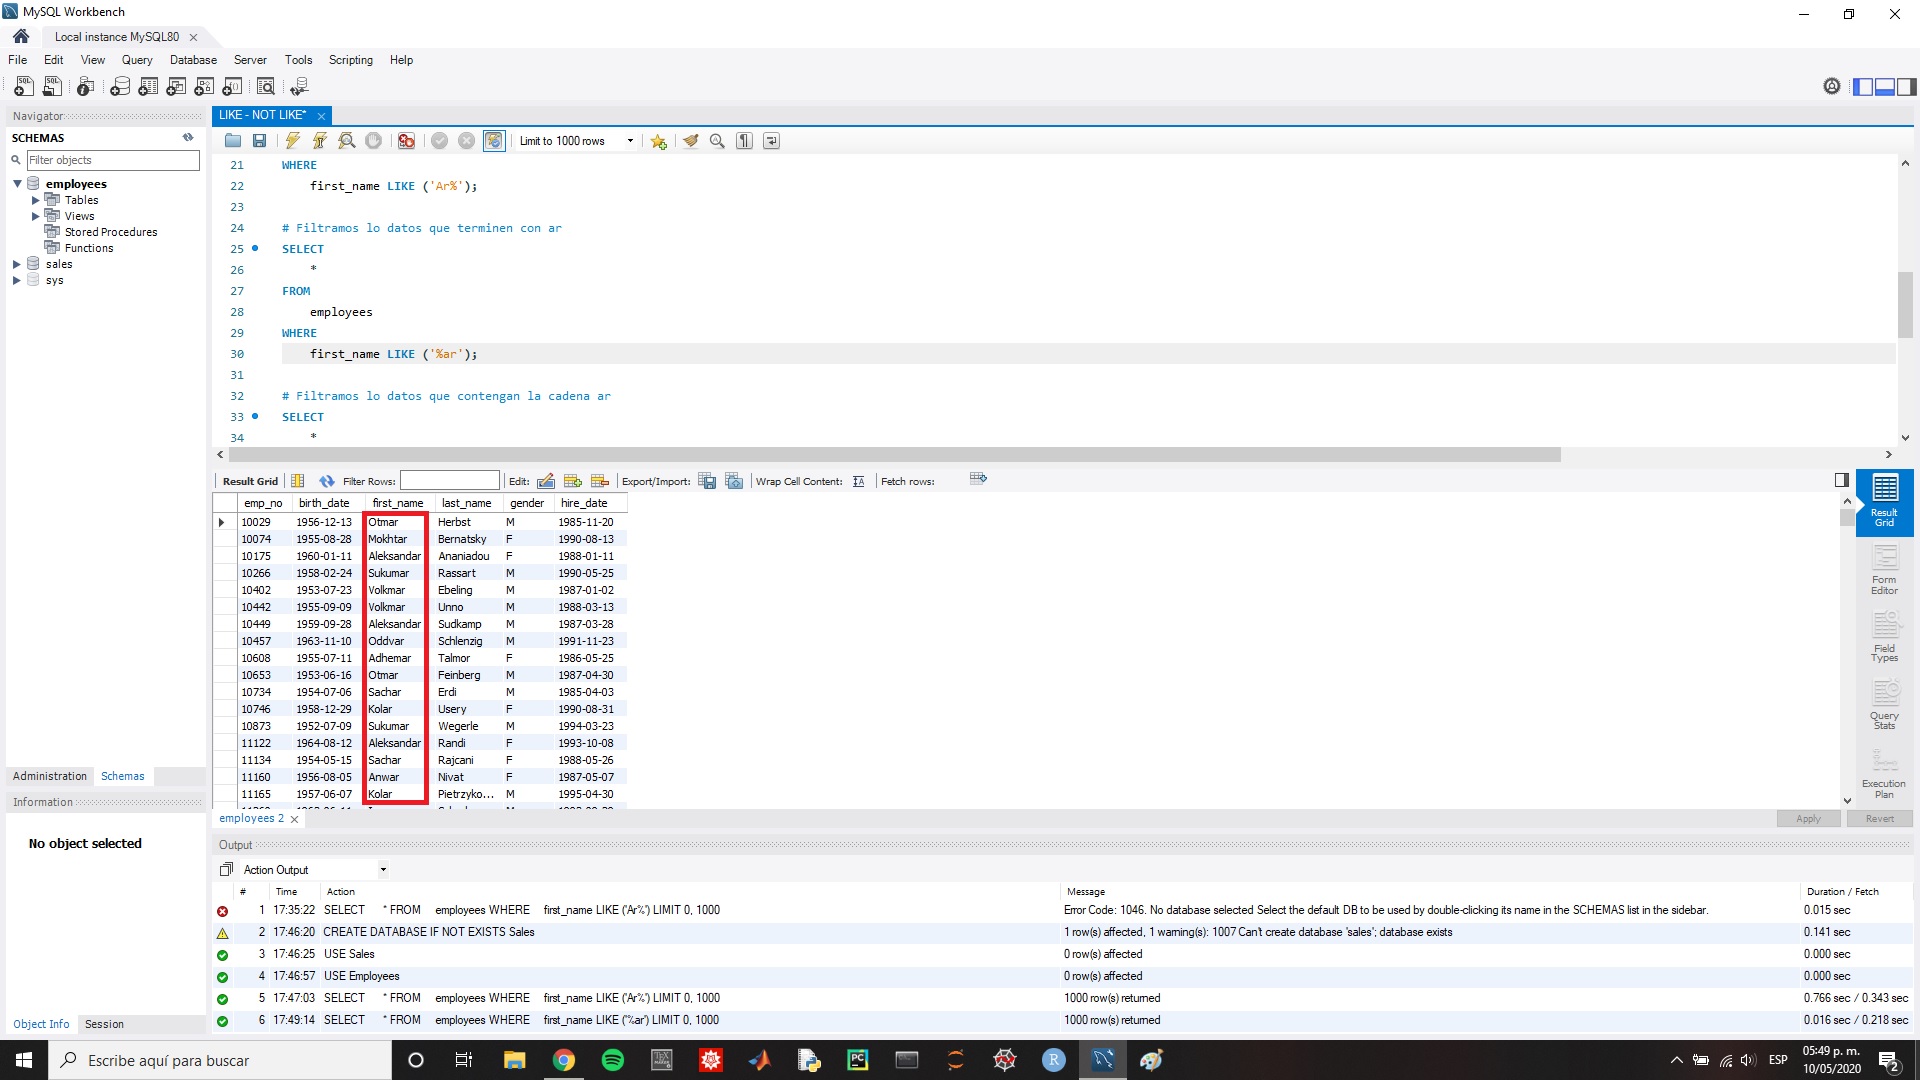 MySQL Workbench
Local instance MySQL80
File Edit View Query Database Server Tools Scripting Help
Navigator
SCHEMAS
Filter objects
employees
Tables
Views
Stored Procedures
Functions
sales
sys
Administration Schemas
Information
No object selected
Object Info Session
LIKE - NOT LIKE*
Limit to 1000 rows
21 WHERE
22 first_name LIKE ('Ar%');
23
24 # Filtramos lo datos que terminen con ar
25 SELECT
26 *
27 FROM
28 employees
29 WHERE
30 first_name LIKE ('%ar');
31
32 # Filtramos lo datos que contengan la cadena ar
33 SELECT
34 *
Result Grid Filter Rows: Edit: Export/Import: Wrap Cell Content: Fetch rows:
emp_no birth_date first_name last_name gender hire_date
10029 1956-12-13 Otmar Herbst M 1985-11-20
10074 1955-08-28 Mokhtar Bernatsky F 1990-08-13
10175 1960-01-11 Aleksandar Ananiadou F 1988-01-11
10266 1958-02-24 Sukumar Rassart M 1990-05-25
10402 1953-07-23 Volkmar Ebeling M 1987-01-02
10442 1955-09-09 Volkmar Unno M 1988-03-13
10449 1959-09-28 Aleksandar Sudkamp M 1987-03-28
10457 1963-11-10 Oddvar Schlenzig M 1991-11-23
10608 1955-07-11 Adhemar Talmor F 1986-05-25
10653 1953-06-16 Otmar Feinberg M 1987-04-30
10734 1954-07-06 Sachar Erdi M 1985-04-03
10746 1958-12-29 Kolar Usery F 1990-08-31
10873 1952-07-09 Sukumar Wegerle M 1994-03-23
11122 1964-08-12 Aleksandar Randi F 1993-10-08
11134 1954-05-15 Sachar Rajcani F 1988-05-26
11160 1956-08-05 Anwar Nivat F 1987-05-07
11165 1957-06-07 Kolar Pietrzyko... M 1995-04-30
Result
Grid
Form
Editor
Field
Types
Query
Stats
Execution
Plan
employees 2
Apply Revert
Output
Action Output
# Time Action Message Duration / Fetch
1 17:35:22 SELECT * FROM employees WHERE first_name LIKE ('Ar%') LIMIT 0, 1000 Error Code: 1046. No database selected Select the default DB to be used by double-clicking its name in the SCHEMAS list in the sidebar. 0.015 sec
2 17:46:20 CREATE DATABASE IF NOT EXISTS Sales 1 row(s) affected, 1 warning(s): 1007 Can't create database 'sales'; database exists 0.141 sec
3 17:46:25 USE Sales 0 row(s) affected 0.000 sec
4 17:46:57 USE Employees 0 row(s) affected 0.000 sec
5 17:47:03 SELECT * FROM employees WHERE first_name LIKE ('Ar%') LIMIT 0, 1000 1000 row(s) returned 0.766 sec / 0.343 sec
6 17:49:14 SELECT * FROM employees WHERE first_name LIKE ('%ar') LIMIT 0, 1000 1000 row(s) returned 0.016 sec / 0.218 sec
Escribe aquí para buscar
ESP
05:49 p. m.
10/05/2020
2